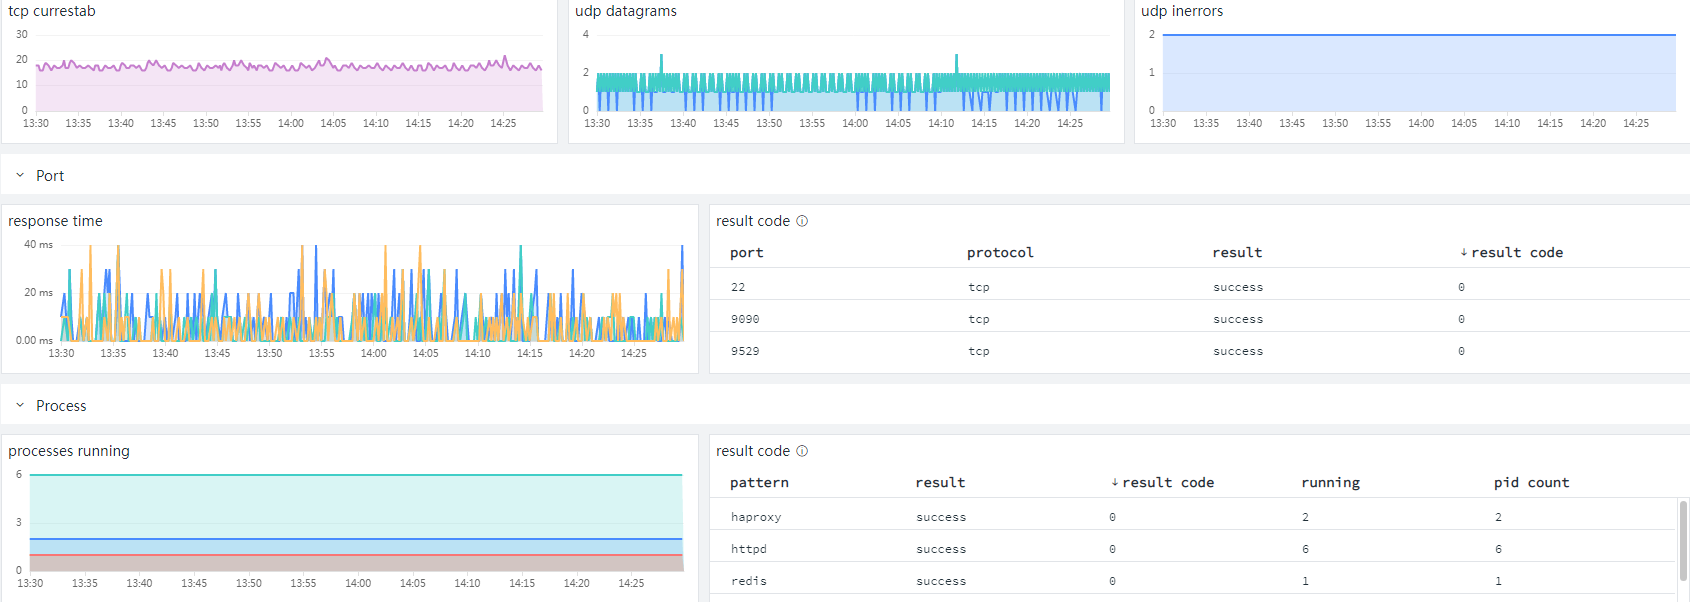 tcp currestab
30
20
10
0
13:30 13:35 13:40 13:45 13:50 13:55 14:00 14:05 14:10 14:15 14:20 14:25
udp datagrams
4
2
0
13:30 13:35 13:40 13:45 13:50 13:55 14:00 14:05 14:10 14:15 14:20 14:25
udp inerrors
2
1
0
13:30 13:35 13:40 13:45 13:50 13:55 14:00 14:05 14:10 14:15 14:20 14:25
Port
response time
40 ms
20 ms
0.00 ms
13:30 13:35 13:40 13:45 13:50 13:55 14:00 14:05 14:10 14:15 14:20 14:25
result code
port protocol result ↓ result code
22 tcp success 0
9090 tcp success 0
9529 tcp success 0
Process
processes running
6
3
0
13:30 13:35 13:40 13:45 13:50 13:55 14:00 14:05 14:10 14:15 14:20 14:25
result code
pattern result ↓ result code running pid count
haproxy success 0 2 2
httpd success 0 6 6
redis success 0 1 1